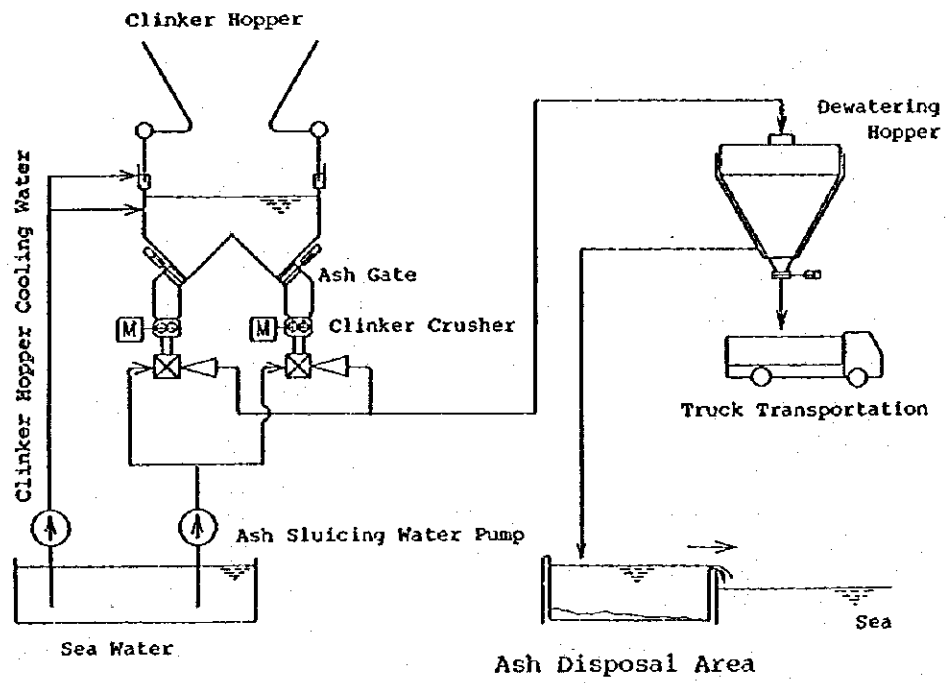 Clinker Hopper
Dewatering
Hopper
Clinker Hopper Cooling Water
Ash Gate
M
M
Clinker Crusher
Truck Transportation
Ash Sluicing Water Pump
Sea Water
Sea
Ash Disposal Area